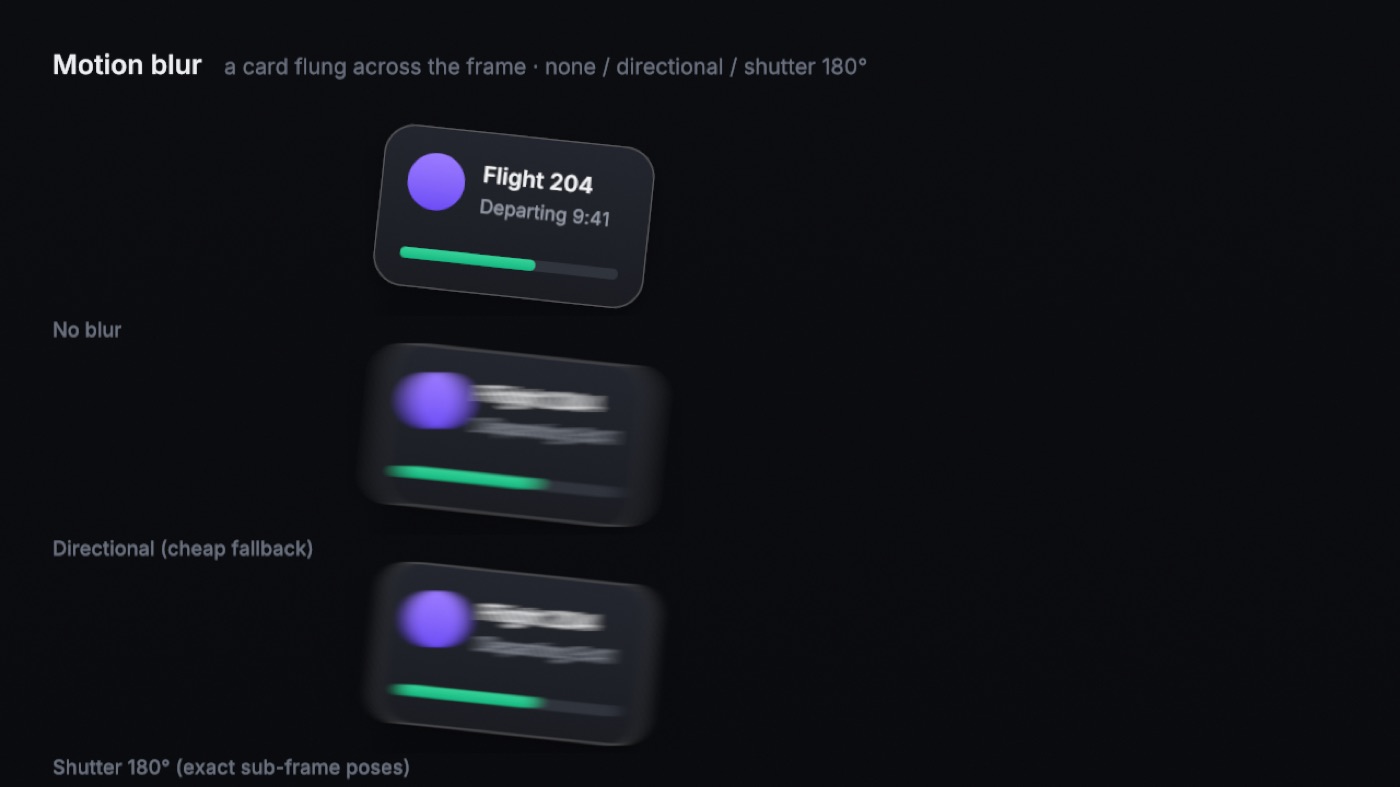 Motion blur a card flung across the frame · none / directional / shutter 180°
Flight 204
Departing 9:41
No blur
Directional (cheap fallback)
Shutter 180° (exact sub-frame poses)